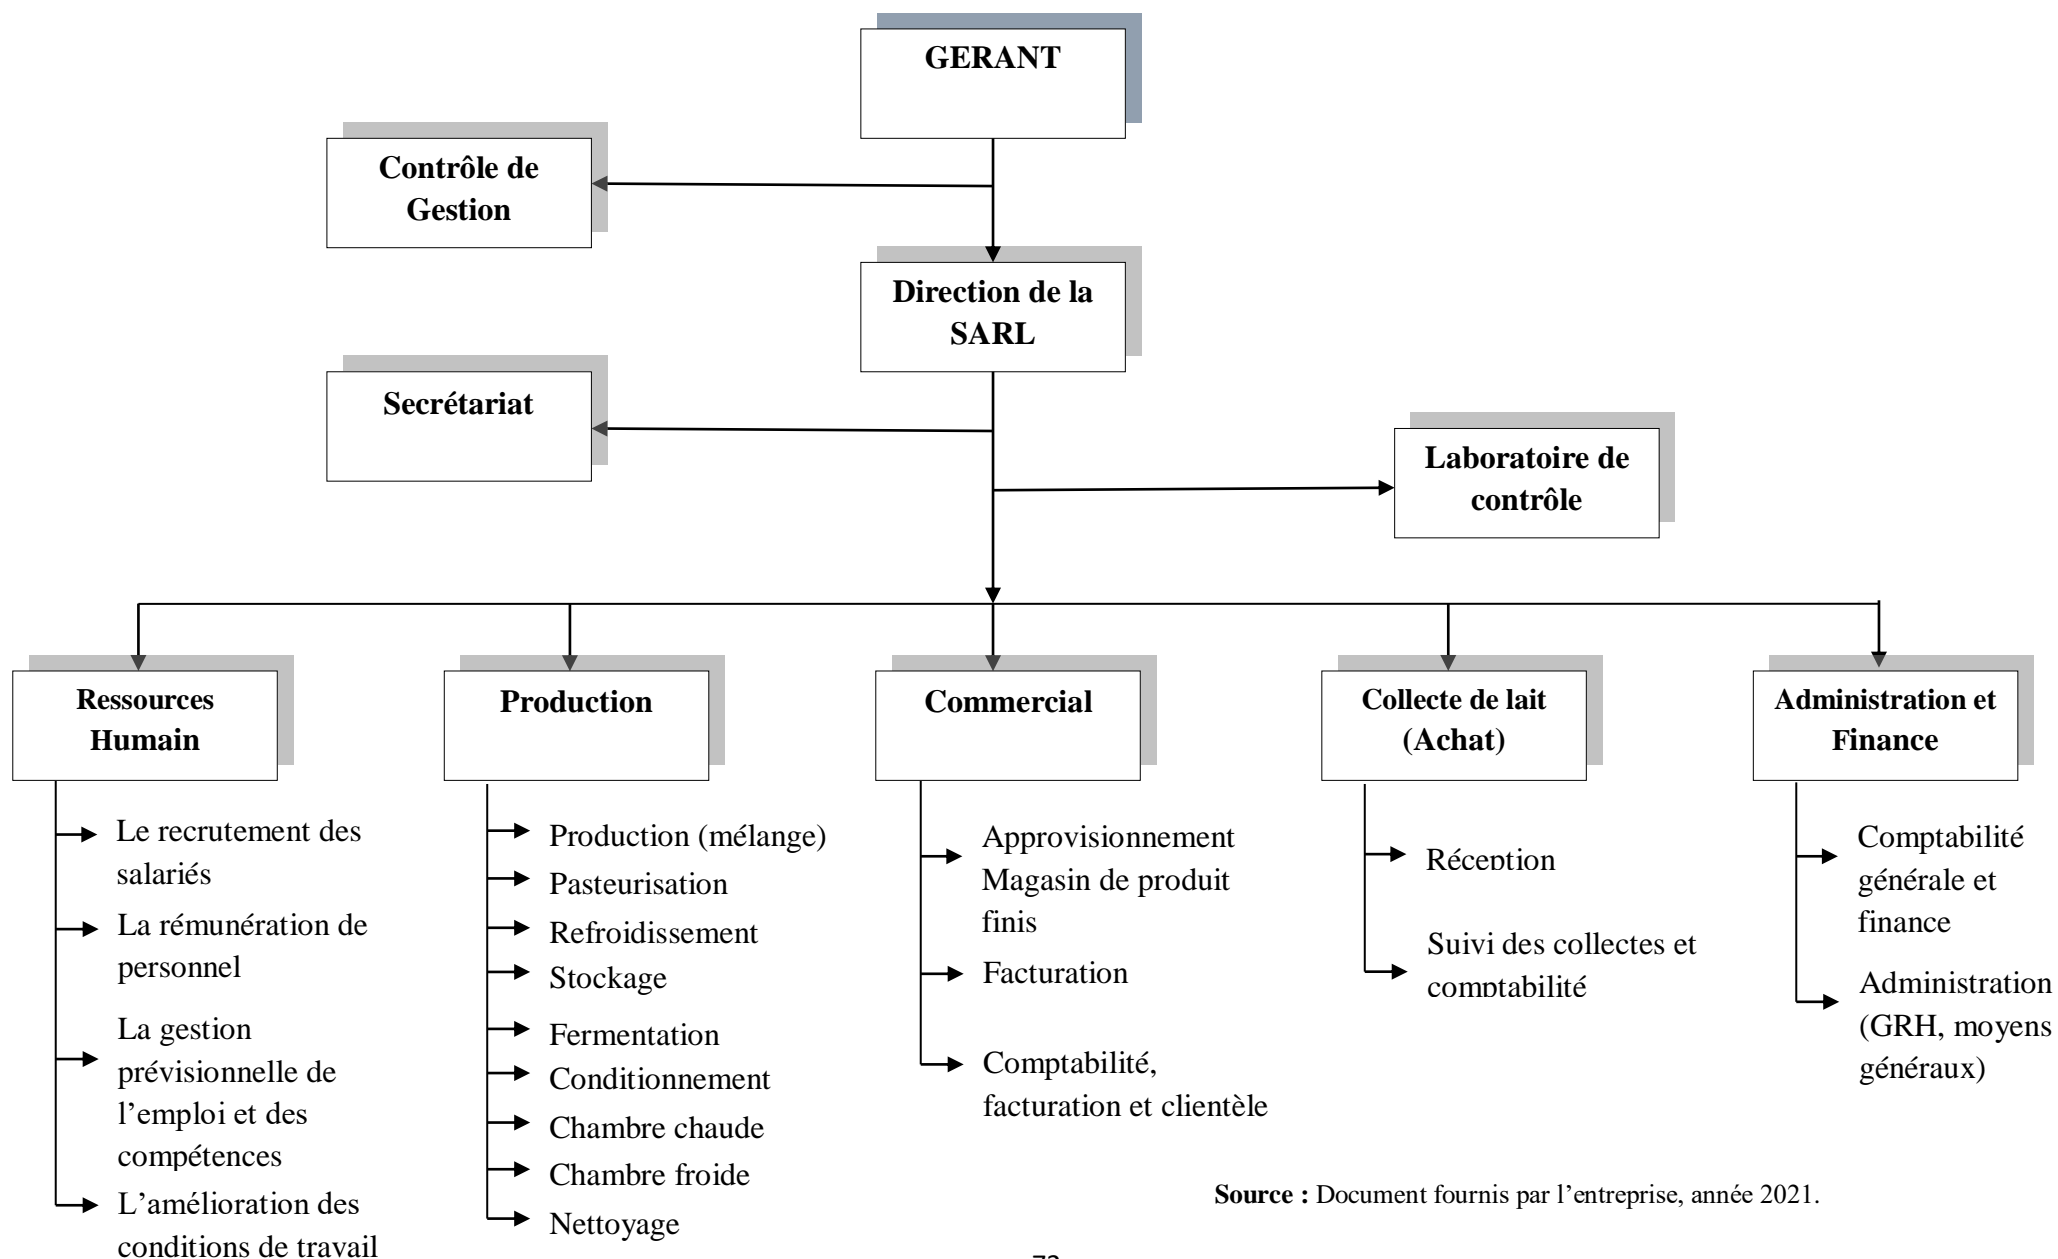 GERANT
Contrôle de
Gestion
Direction de la
SARL
Secrétariat
Laboratoire de
contrôle
Ressources
Humain
Production
Commercial
Collecte de lait
(Achat)
Administration et
Finance
Le recrutement des
salariés
La rémunération de
personnel
La gestion
prévisionnelle de
l’emploi et des
compétences
L’amélioration des
conditions de travail
Production (mélange)
Pasteurisation
Refroidissement
Stockage
Fermentation
Conditionnement
Chambre chaude
Chambre froide
Nettoyage
Approvisionnement
Magasin de produit
finis
Facturation
Comptabilité,
facturation et clientèle
Réception
Suivi des collectes et
comptabilité
Comptabilité
générale et
finance
Administration
(GRH, moyens
généraux)
Source : Document fournis par l’entreprise, année 2021.